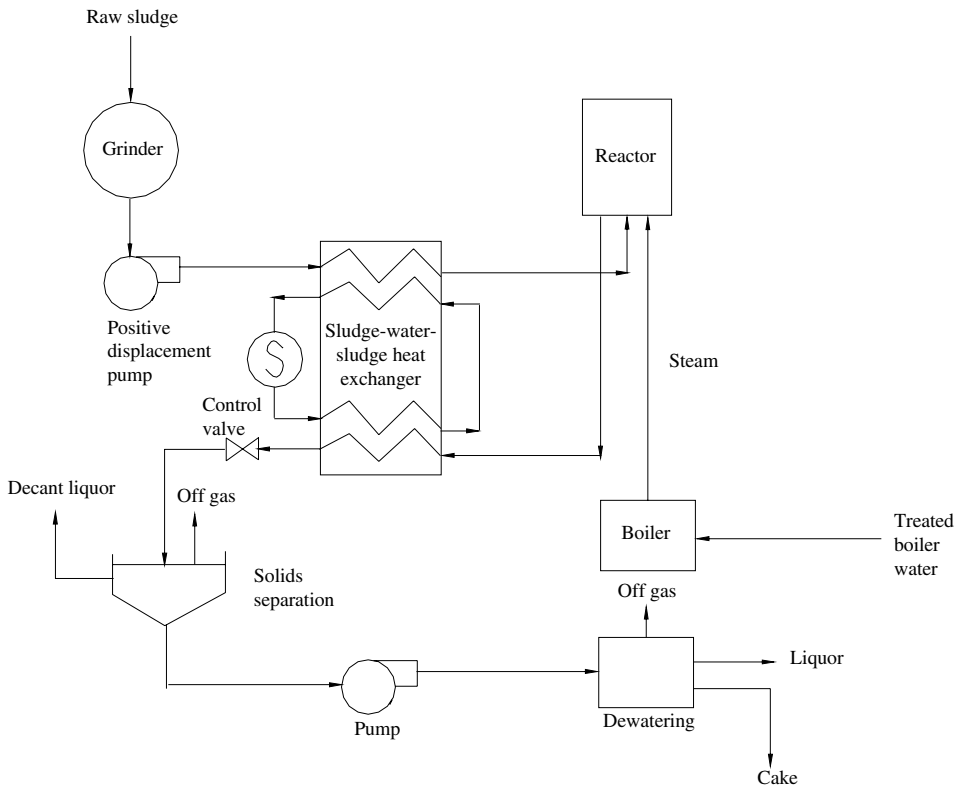 Raw sludge
Grinder
Reactor
Positive
displacement
pump
Sludge-water-
sludge heat
exchanger
S
Steam
Control
valve
Decant liquor
Off gas
Boiler
Treated
boiler
water
Solids
separation
Off gas
Liquor
Pump
Dewatering
Cake